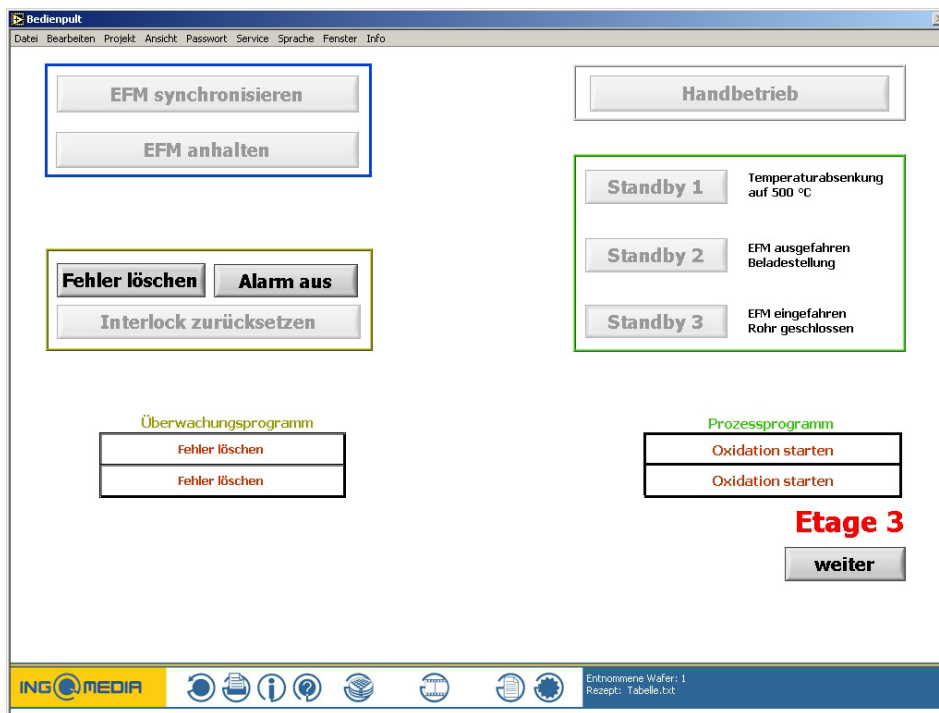 Bedienpult
Datei Bearbeiten Projekt Ansicht Passwort Service Sprache Fenster Info
EFM synchronisieren
EFM anhalten
Handbetrieb
Standby 1
Temperaturabsenkung
auf 500 °C
Standby 2
EFM ausgefahren
Beladestellung
Standby 3
EFM eingefahren
Rohr geschlossen
Fehler löschen
Alarm aus
Interlock zurücksetzen
Überwachungsprogramm
Fehler löschen
Fehler löschen
Prozessprogramm
Oxidation starten
Oxidation starten
Etage 3
weiter
ING MEDIA
Entnommene Wafer: 1
Rezept: Tabelle.txt